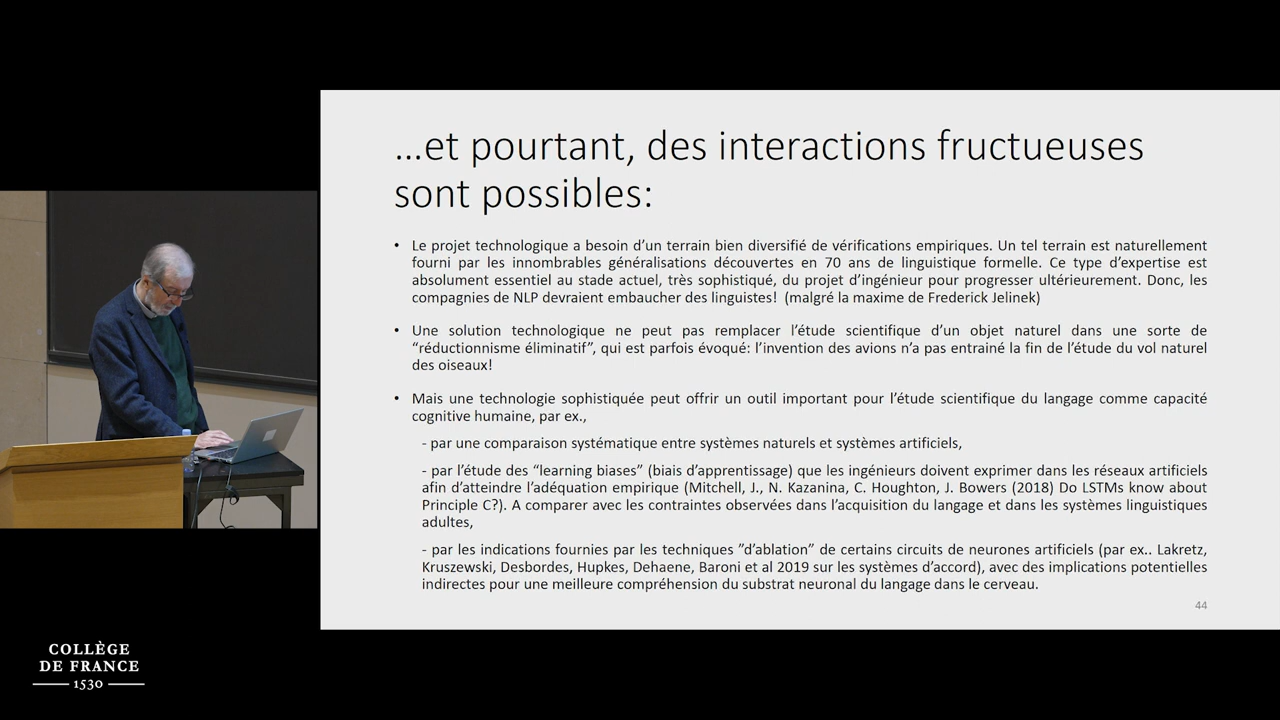 ...et pourtant, des interactions fructueuses
sont possibles:
• Le projet technologique a besoin d’un terrain bien diversifié de vérifications empiriques. Un tel terrain est naturellement
fourni par les innombrables généralisations découvertes en 70 ans de linguistique formelle. Ce type d’expertise est
absolument essentiel au stade actuel, très sophistiqué, du projet d’ingénieur pour progresser ultérieurement. Donc, les
compagnies de NLP devraient embaucher des linguistes! (malgré la maxime de Frederick Jelinek)
• Une solution technologique ne peut pas remplacer l’étude scientifique d’un objet naturel dans une sorte de
“réductionnisme éliminatif”, qui est parfois évoqué: l’invention des avions n’a pas entrainé la fin de l’étude du vol naturel
des oiseaux!
• Mais une technologie sophistiquée peut offrir un outil important pour l’étude scientifique du langage comme capacité
cognitive humaine, par ex.,
- par une comparaison systématique entre systèmes naturels et systèmes artificiels,
- par l’étude des “learning biases” (biais d’apprentissage) que les ingénieurs doivent exprimer dans les réseaux artificiels
afin d’atteindre l’adéquation empirique (Mitchell, J., N. Kazanina, C. Houghton, J. Bowers (2018) Do LSTMs know about
Principle C?). A comparer avec les contraintes observées dans l’acquisition du langage et dans les systèmes linguistiques
adultes,
- par les indications fournies par les techniques ”d’ablation” de certains circuits de neurones artificiels (par ex.. Lakretz,
Kruszewski, Desbordes, Hupkes, Dehaene, Baroni et al 2019 sur les systèmes d’accord), avec des implications potentielles
indirectes pour une meilleure compréhension du substrat neuronal du langage dans le cerveau.
44
COLLÈGE
DE FRANCE
1530